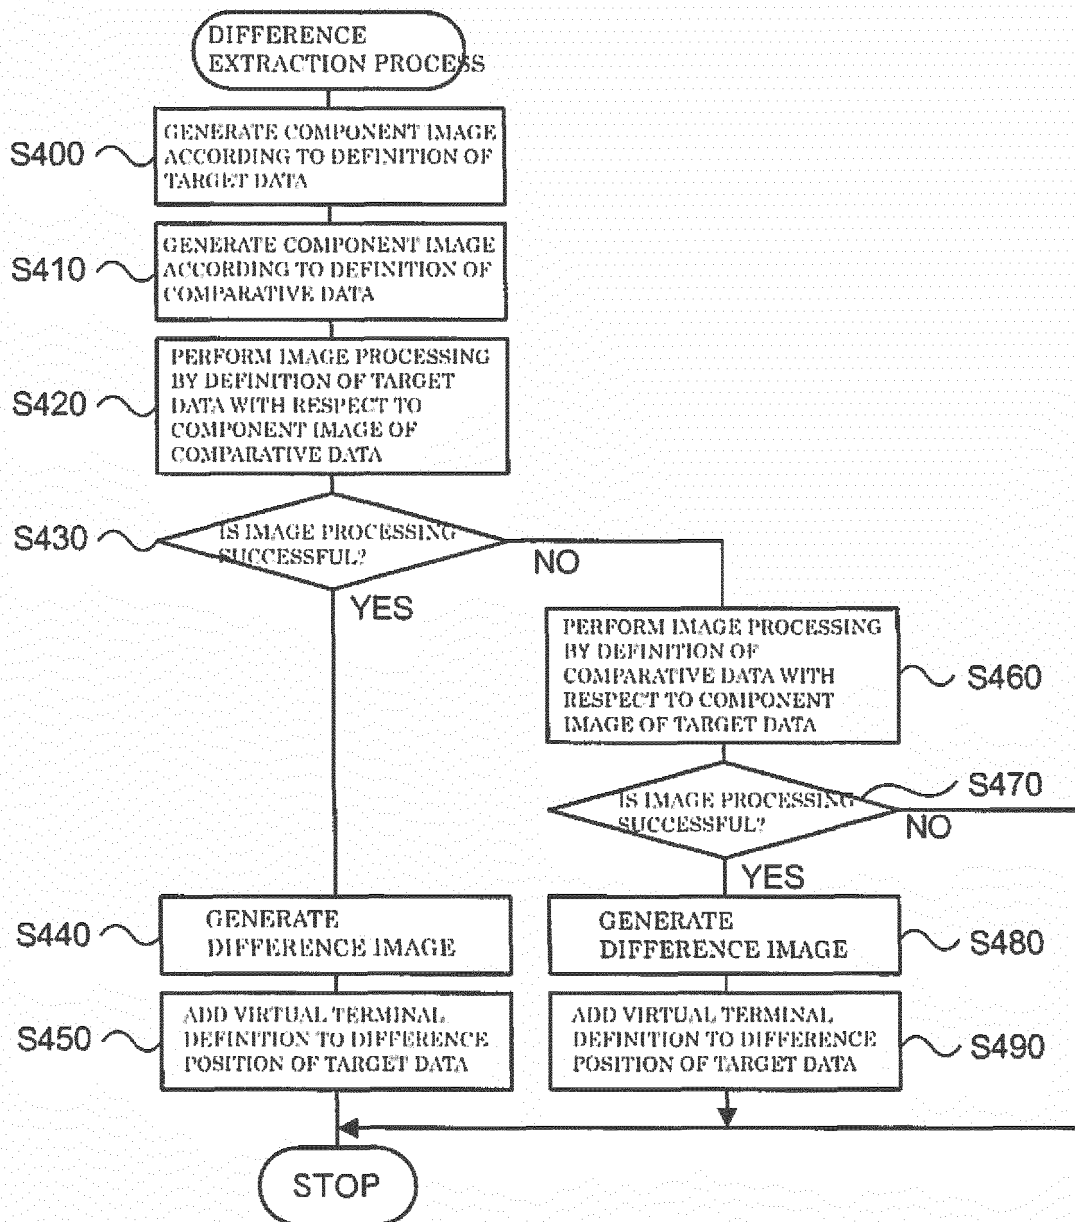 DIFFERENCE
EXTRACTION PROCESS
S400
GENERATE COMPONENT IMAGE
ACCORDING TO DEFINITION OF
TARGET DATA
S410
GENERATE COMPONENT IMAGE
ACCORDING TO DEFINITION OF
COMPARATIVE DATA
S420
PERFORM IMAGE PROCESSING
BY DEFINITION OF TARGET
DATA WITH RESPECT TO
COMPONENT IMAGE OF
COMPARATIVE DATA
S430
IS IMAGE PROCESSING
SUCCESSFUL?
NO
YES
PERFORM IMAGE PROCESSING
BY DEFINITION OF
COMPARATIVE DATA WITH
RESPECT TO COMPONENT
IMAGE OF TARGET DATA
S460
IS IMAGE PROCESSING
SUCCESSFUL?
S470
NO
YES
S440
GENERATE
DIFFERENCE IMAGE
GENERATE
DIFFERENCE IMAGE
S480
S450
ADD VIRTUAL TERMINAL
DEFINITION TO DIFFERENCE
POSITION OF TARGET DATA
ADD VIRTUAL TERMINAL
DEFINITION TO DIFFERENCE
POSITION OF TARGET DATA
S490
STOP